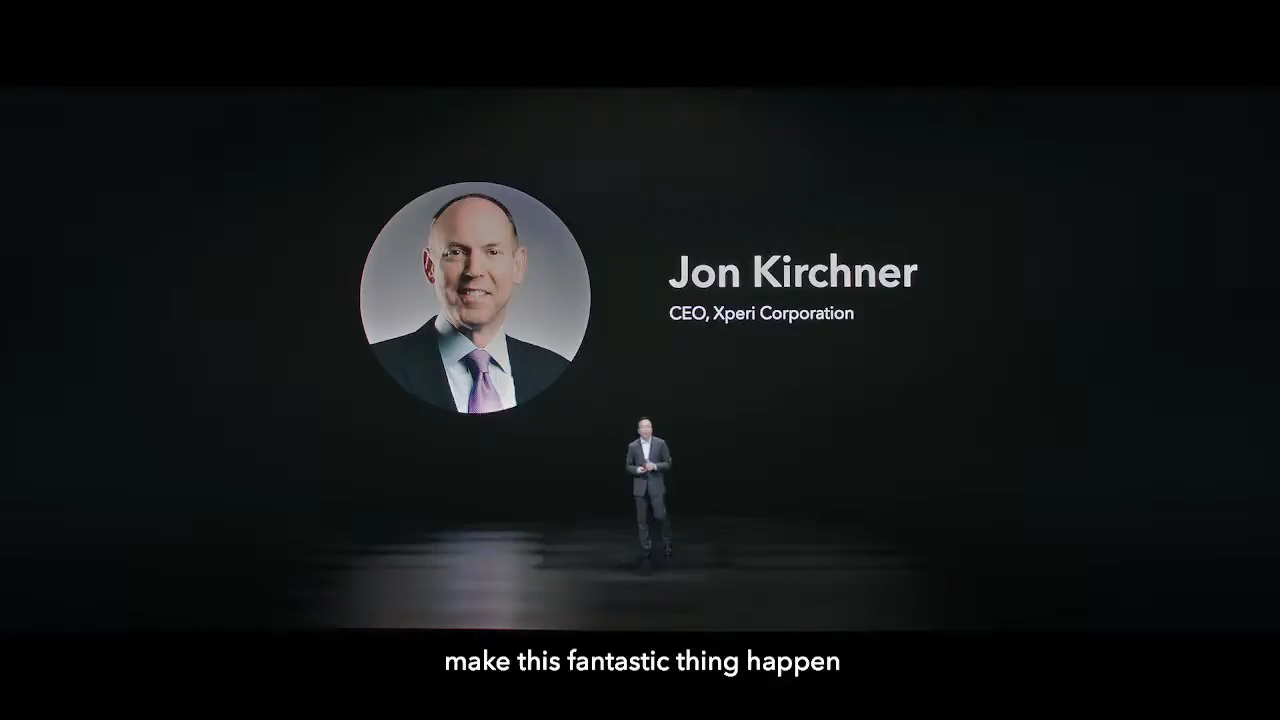 Jon Kirchner
CEO, Xperi Corporation
make this fantastic thing happen